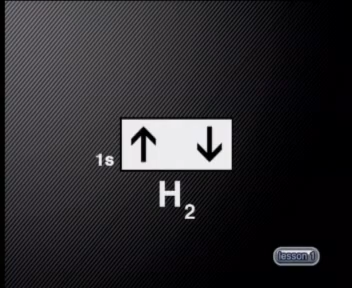 1s ↑ ↓
H₂
lesson 1